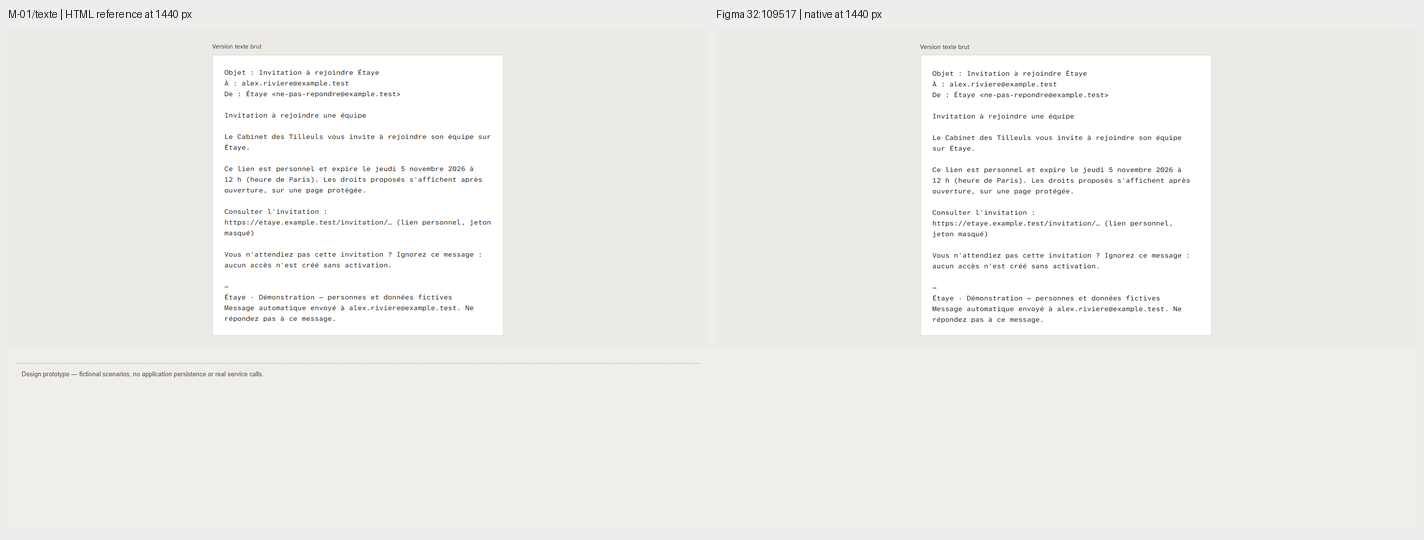 M-01/texte | HTML reference at 1440 px
Version texte brut
Objet : Invitation à rejoindre Étaye
À : alex.riviere@example.test
De : Étaye <ne-pas-repondre@example.test>
Invitation à rejoindre une équipe
Le Cabinet des Tilleuls vous invite à rejoindre son équipe sur
Étaye.
Ce lien est personnel et expire le jeudi 5 novembre 2026 à
12 h (heure de Paris). Les droits proposés s'affichent après
ouverture, sur une page protégée.
Consulter l'invitation :
https://etaye.example.test/invitation/… (lien personnel, jeton
masqué)
Vous n'attendiez pas cette invitation ? Ignorez ce message :
aucun accès n'est créé sans activation.
—
Étaye · Démonstration — personnes et données fictives
Message automatique envoyé à alex.riviere@example.test. Ne
répondez pas à ce message.
Design prototype — fictional scenarios, no application persistence or real service calls.
Figma 32:109517 | native at 1440 px
Version texte brut
Objet : Invitation à rejoindre Étaye
À : alex.riviere@example.test
De : Étaye <ne-pas-repondre@example.test>
Invitation à rejoindre une équipe
Le Cabinet des Tilleuls vous invite à rejoindre son équipe
sur Étaye.
Ce lien est personnel et expire le jeudi 5 novembre 2026 à
12 h (heure de Paris). Les droits proposés s'affichent après
ouverture, sur une page protégée.
Consulter l'invitation :
https://etaye.example.test/invitation/… (lien personnel,
jeton masqué)
Vous n'attendiez pas cette invitation ? Ignorez ce message :
aucun accès n'est créé sans activation.
—
Étaye · Démonstration — personnes et données fictives
Message automatique envoyé à alex.riviere@example.test. Ne
répondez pas à ce message.